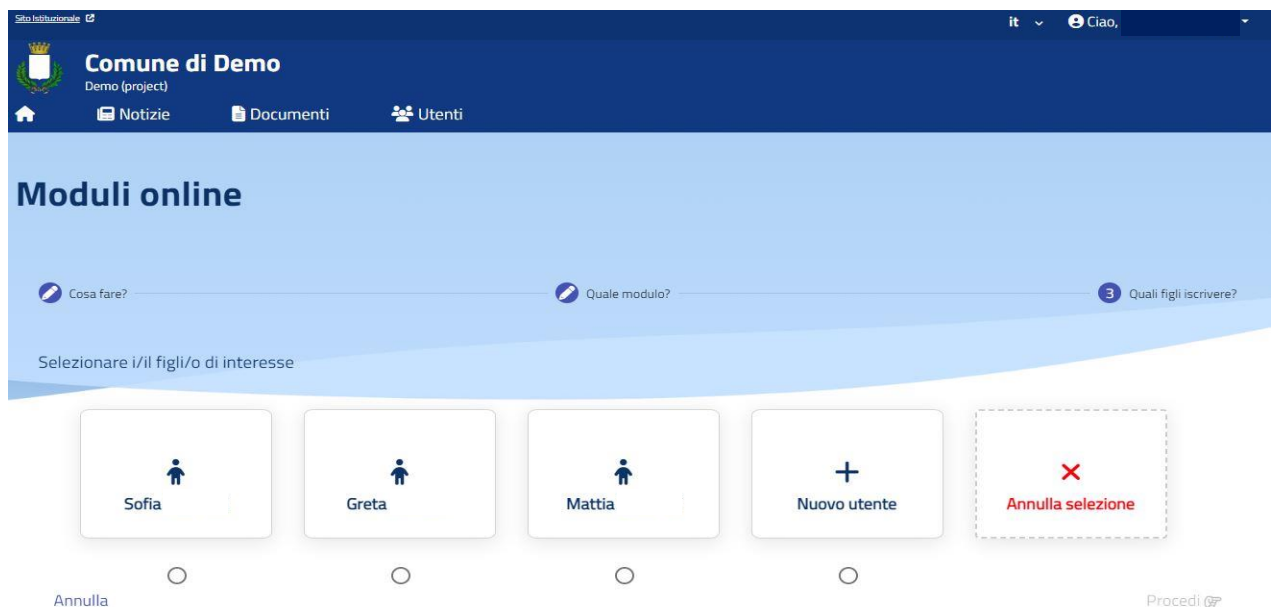 Sito Istituzionale
it Ciao,
Comune di Demo
Demo (project)
Notizie Documenti Utenti
Moduli online
Cosa fare? Quale modulo? 3 Quali figli iscrivere?
Selezionare i/il figli/o di interesse
Sofia Greta Mattia Nuovo utente Annulla selezione
Annulla Procedi